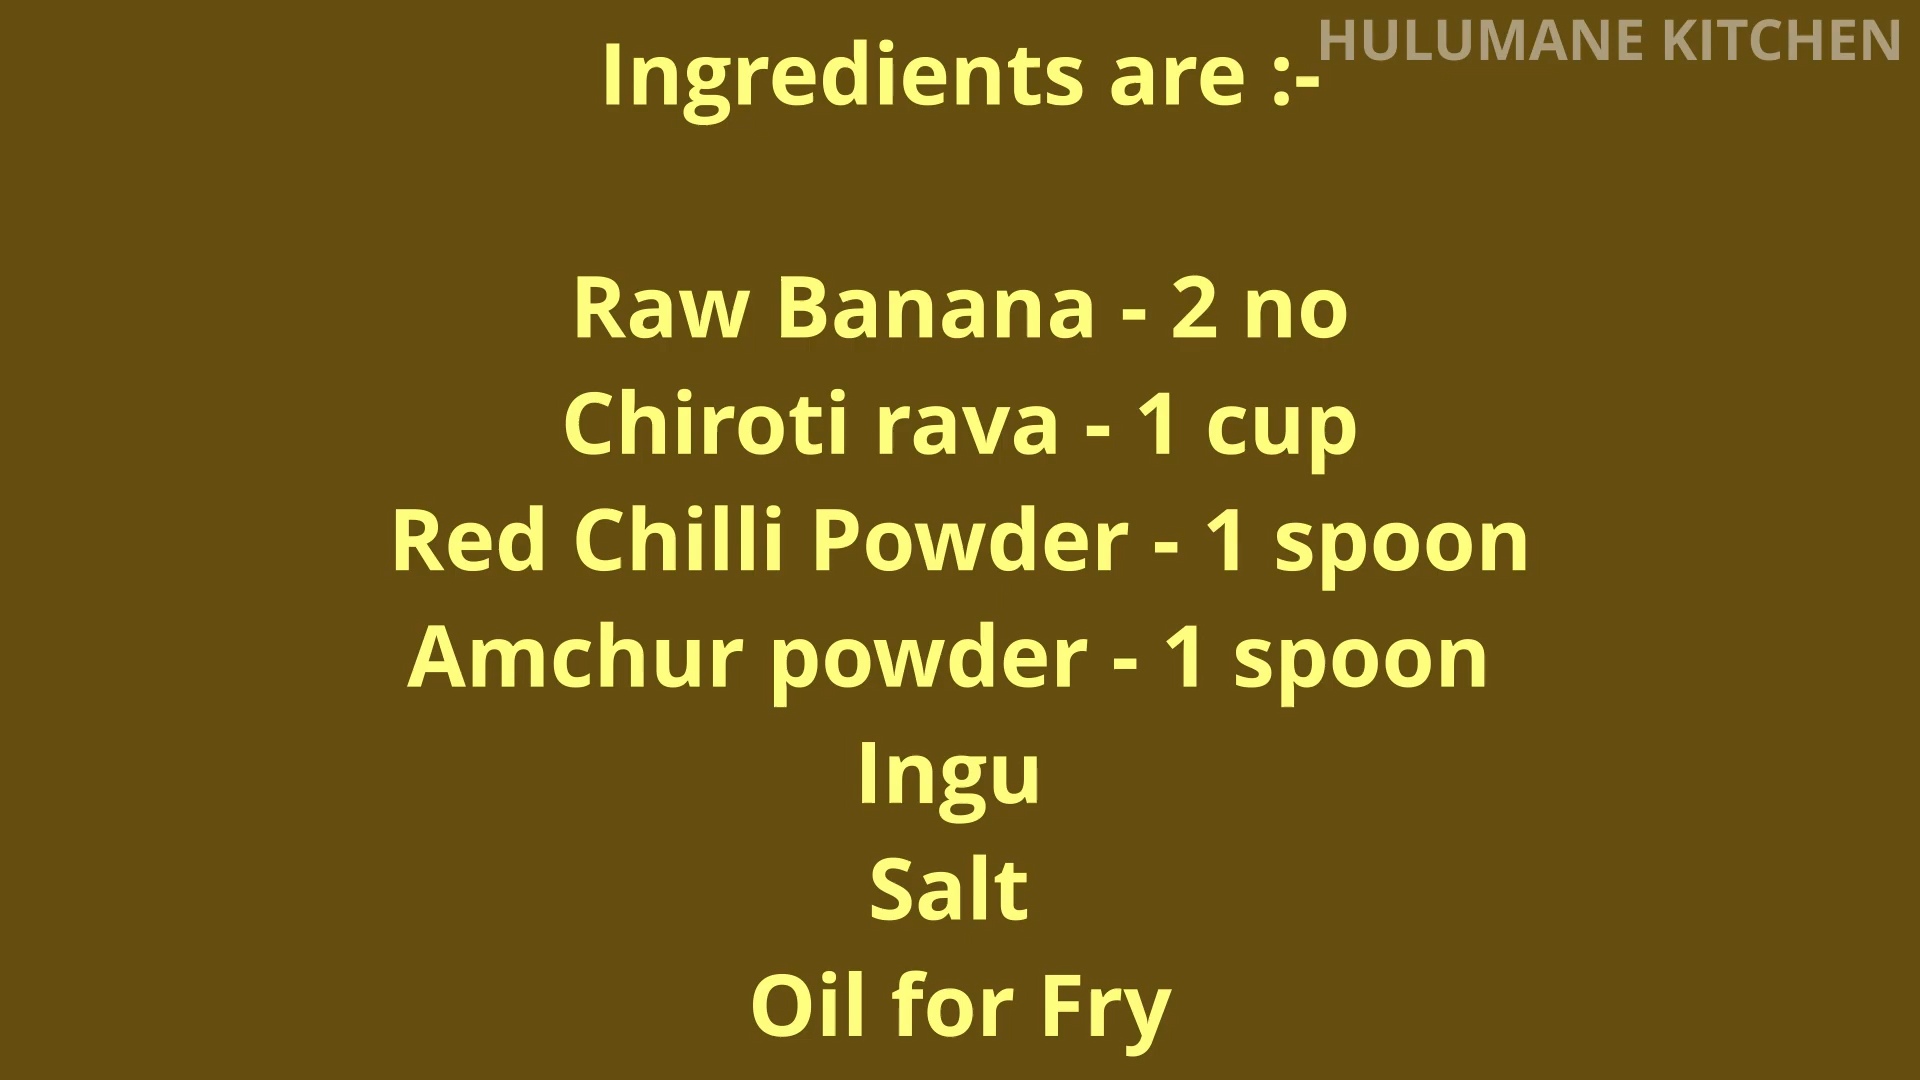 HULUMANE KITCHEN
Ingredients are :-
Raw Banana - 2 no
Chiroti rava - 1 cup
Red Chilli Powder - 1 spoon
Amchur powder - 1 spoon
Ingu
Salt
Oil for Fry